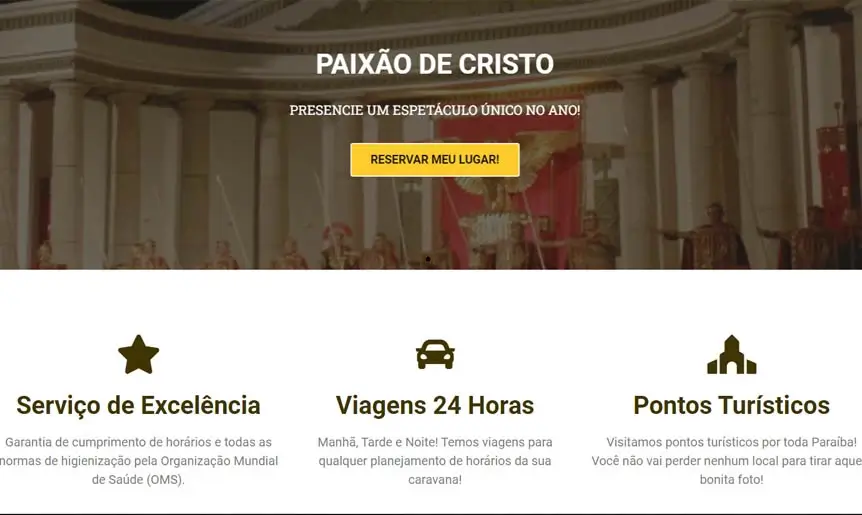 PAIXÃO DE CRISTO
PRESENCIE UM ESPETÁCULO ÚNICO NO ANO!
RESERVAR MEU LUGAR!
Serviço de Excelência
Garantia de cumprimento de horários e todas as
normas de higienização pela Organização Mundial
de Saúde (OMS).
Viagens 24 Horas
Manhã, Tarde e Noite! Temos viagens para
qualquer planejamento de horários da sua
caravana!
Pontos Turísticos
Visitamos pontos turísticos por toda Paraíba!
Você não vai perder nenhum local para tirar aque
bonita foto!